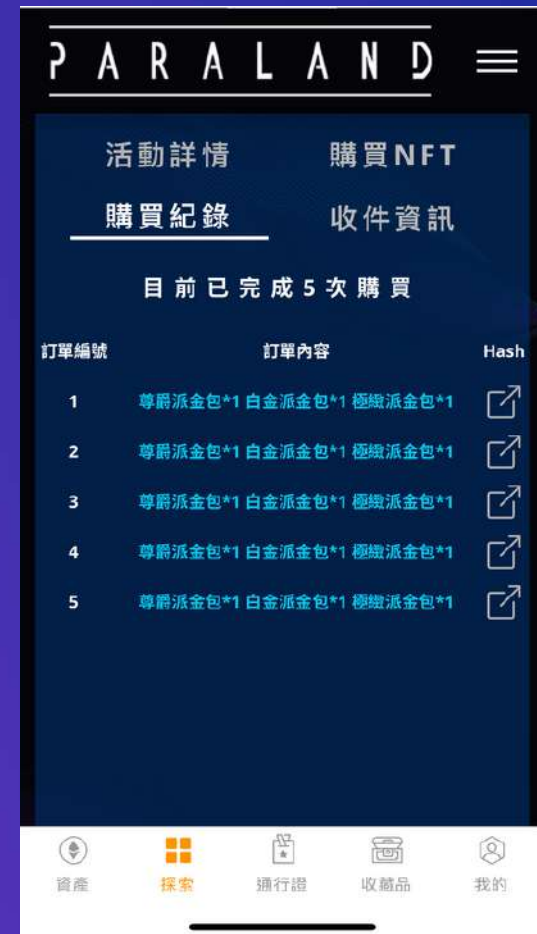 PARALAND
活動詳情 購買NFT
購買紀錄 收件資訊
目前已完成5次購買
訂單編號 訂單內容 Hash
1 尊爵派金包*1 白金派金包*1 極緻派金包*1
2 尊爵派金包*1 白金派金包*1 極緻派金包*1
3 尊爵派金包*1 白金派金包*1 極緻派金包*1
4 尊爵派金包*1 白金派金包*1 極緻派金包*1
5 尊爵派金包*1 白金派金包*1 極緻派金包*1
資產 探索 通行證 收藏品 我的